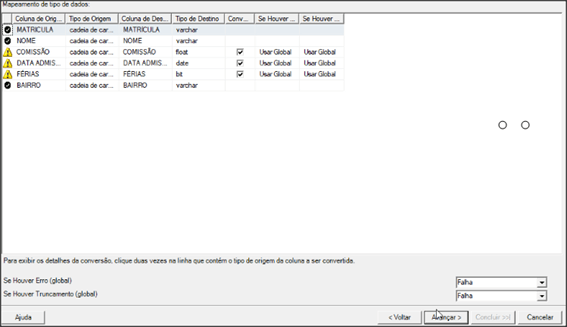 Mapeamento de tipo de dados:
Coluna de Orig... Tipo de Origem Coluna de Des... Tipo de Destino Conv... Se Houver ... Se Houver ...
MATRICULA cadeia de car... MATRICULA varchar
NOME cadeia de car... NOME varchar
COMISSÃO cadeia de car... COMISSÃO float Usar Global Usar Global
DATA ADMIS... cadeia de car... DATA ADMIS... date Usar Global Usar Global
FÉRIAS cadeia de car... FÉRIAS bit Usar Global Usar Global
BAIRRO cadeia de car... BAIRRO varchar
Para exibir os detalhes da conversão, clique duas vezes na linha que contém o tipo de origem da coluna a ser convertida.
Se Houver Erro (global) Falha
Se Houver Truncamento (global) Falha
Ajuda < Voltar Avançar > Concluir >>| Cancelar